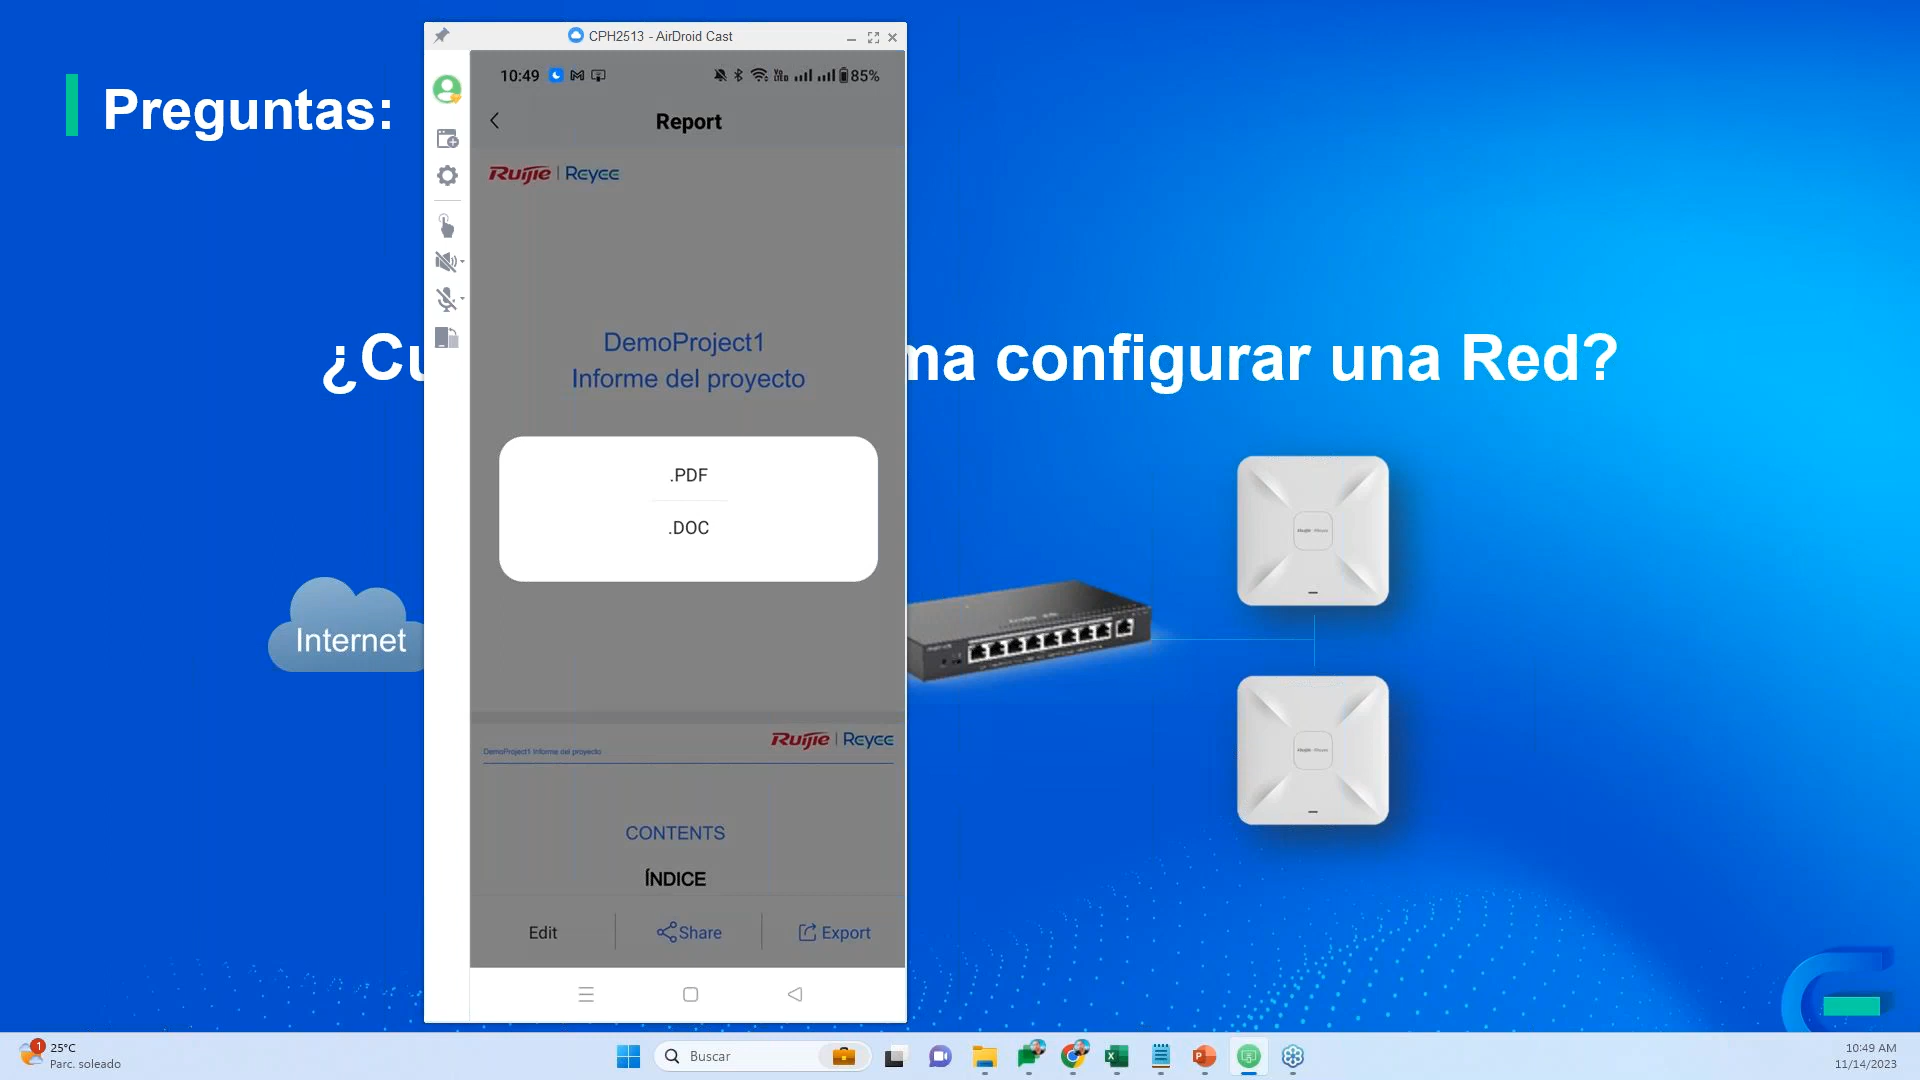 CPH2513 - AirDroid Cast
10:49
85%
Report
Preguntas:
Ruijie | Reyee
DemoProject1
Informe del proyecto
¿Cu
ma configurar una Red?
.PDF
.DOC
Internet
Ruijie | Reyee
DemoProject1 Informe del proyecto
CONTENTS
ÍNDICE
Edit
Share
Export
1
25°C
Parc. soleado
Buscar
10:49 AM
11/14/2023